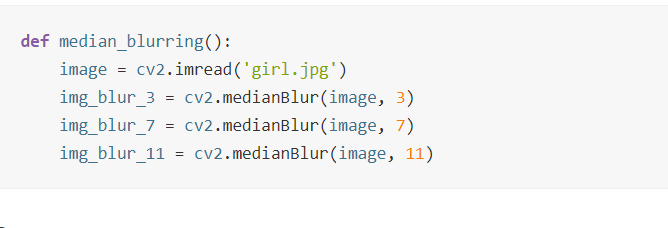 def median_blurring():
    image = cv2.imread('girl.jpg')
    img_blur_3 = cv2.medianBlur(image, 3)
    img_blur_7 = cv2.medianBlur(image, 7)
    img_blur_11 = cv2.medianBlur(image, 11)